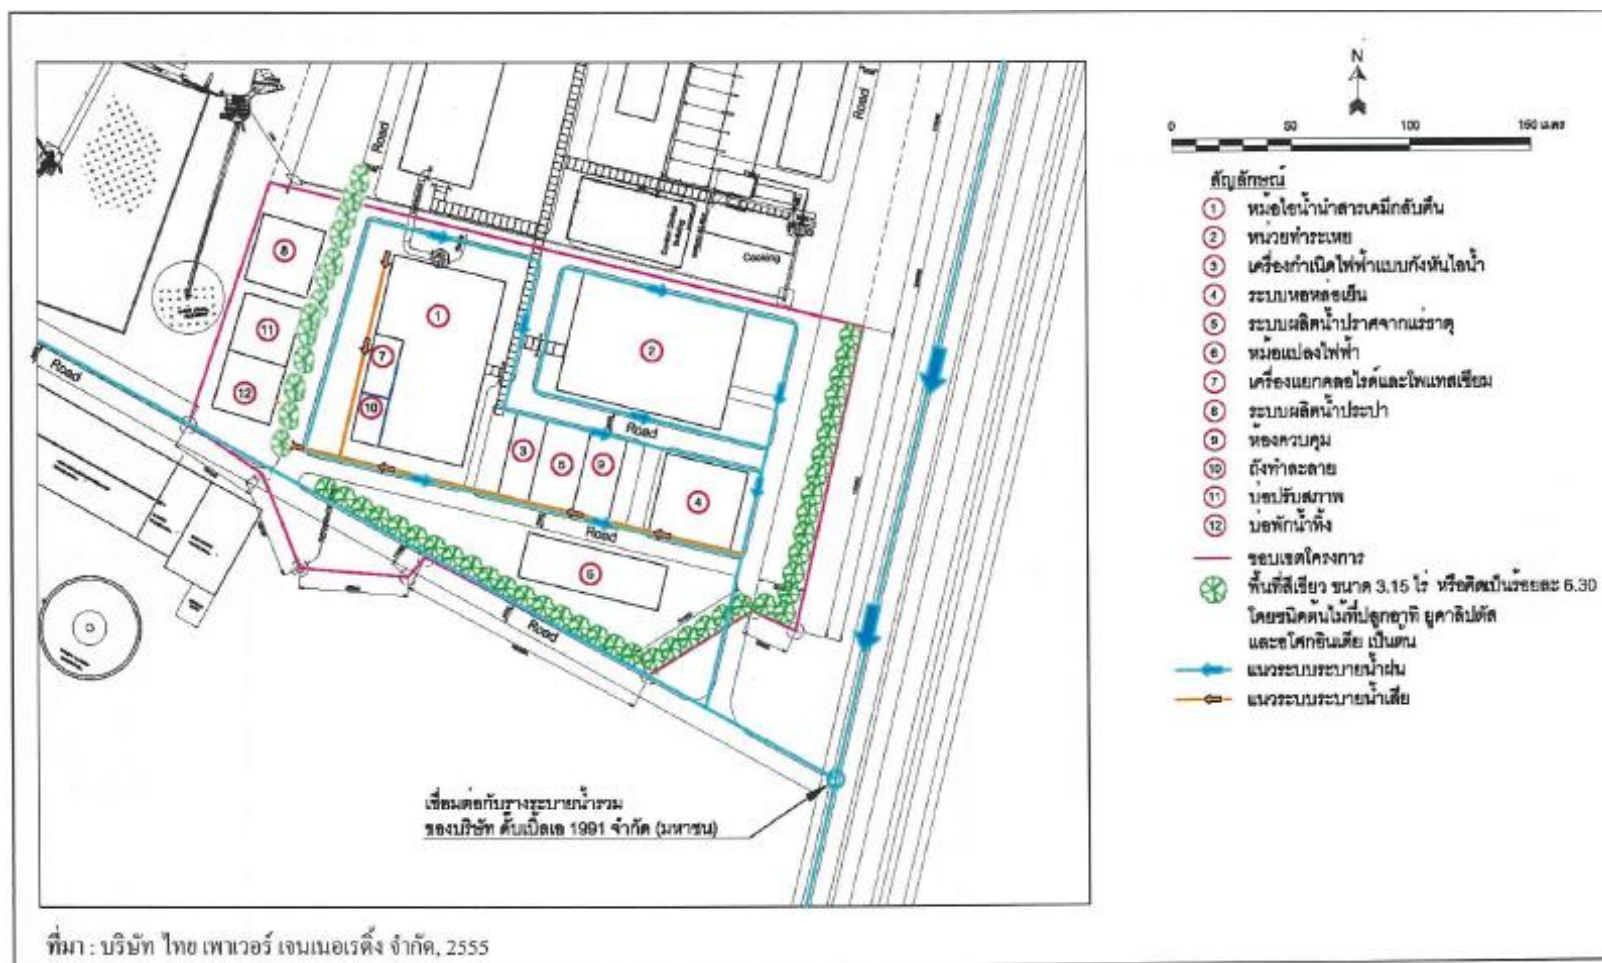 N
0 50 100 150 เมตร
สัญลักษณ์
1 หม้อไอน้ำนำสารเคมีกลับคืน
2 หน่วยทำระเหย
3 เครื่องกำเนิดไฟฟ้าแบบกังหันไอน้ำ
4 ระบบหอหล่อเย็น
5 ระบบผลิตน้ำปราศจากแร่ธาตุ
6 หม้อแปลงไฟฟ้า
7 เครื่องแยกคลอไรด์และโพแทสเซียม
8 ระบบผลิตน้ำประปา
9 ห้องควบคุม
10 ถังทำละลาย
11 บ่อปรับสภาพ
12 บ่อพักน้ำทิ้ง
ขอบเขตโครงการ
พื้นที่สีเขียว ขนาด 3.15 ไร่ หรือคิดเป็นร้อยละ 6.30
โดยชนิดต้นไม้ที่ปลูกอาทิ ยูคาลิปตัส
และอโศกอินเดีย เป็นต้น
แนวระบบระบายน้ำฝน
แนวระบบระบายน้ำเสีย
Road
Road
Cooking
8
1
11
7
2
Road
12
10
Road
3
6
9
4
Road
5
Road
เชื่อมต่อกับรางระบายน้ำรวม
ของบริษัท ดั๊บเบิ้ลเอ 1991 จำกัด (มหาชน)
ที่มา : บริษัท ไทย เพาเวอร์ เจนเนอเรติ้ง จำกัด, 2555